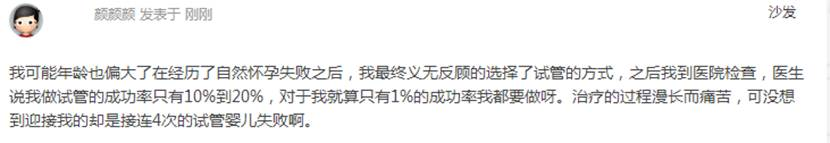 颜颜颜 发表于 刚刚 沙发
我可能年龄也偏大了在经历了自然怀孕失败之后，我最终义无反顾的选择了试管的方式，之后我到医院检查，医生
说我做试管的成功率只有10%到20%，对于我就算只有1%的成功率我都要做呀。治疗的过程漫长而痛苦，可没想
到迎接我的却是接连4次的试管婴儿失败啊。